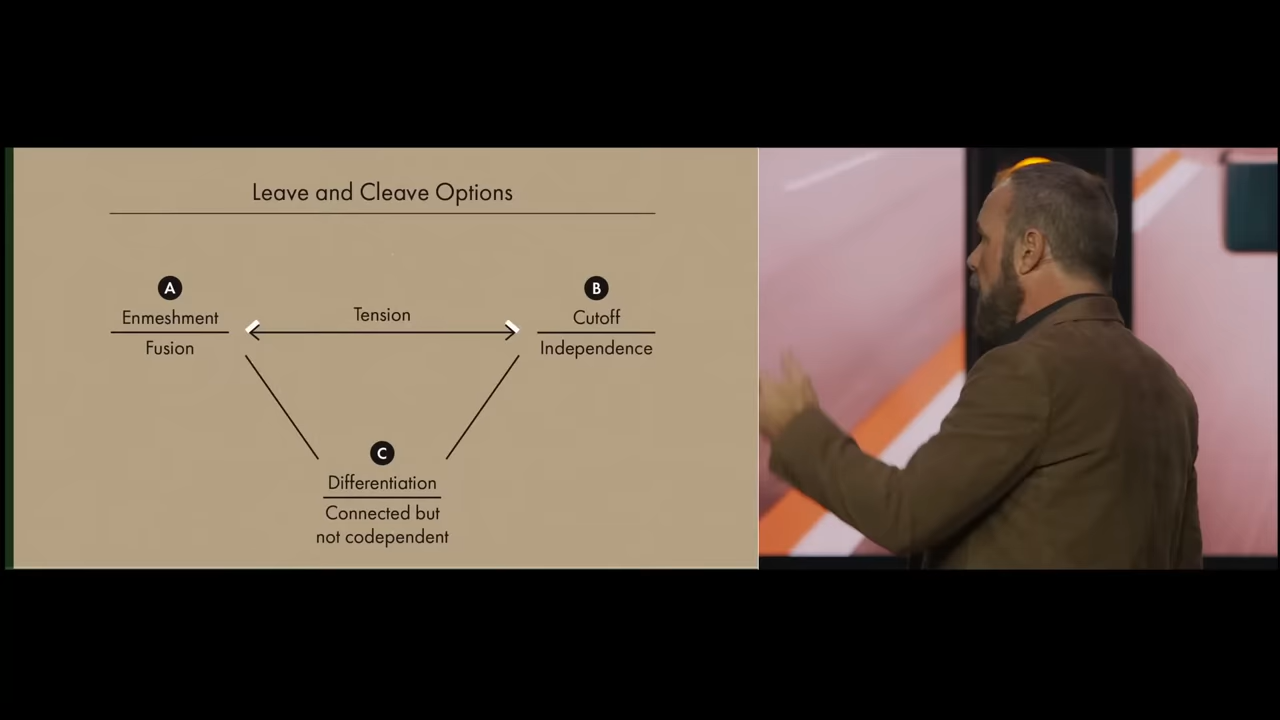 Leave and Cleave Options
A
Enmeshment
Fusion
Tension
B
Cutoff
Independence
C
Differentiation
Connected but
not codependent